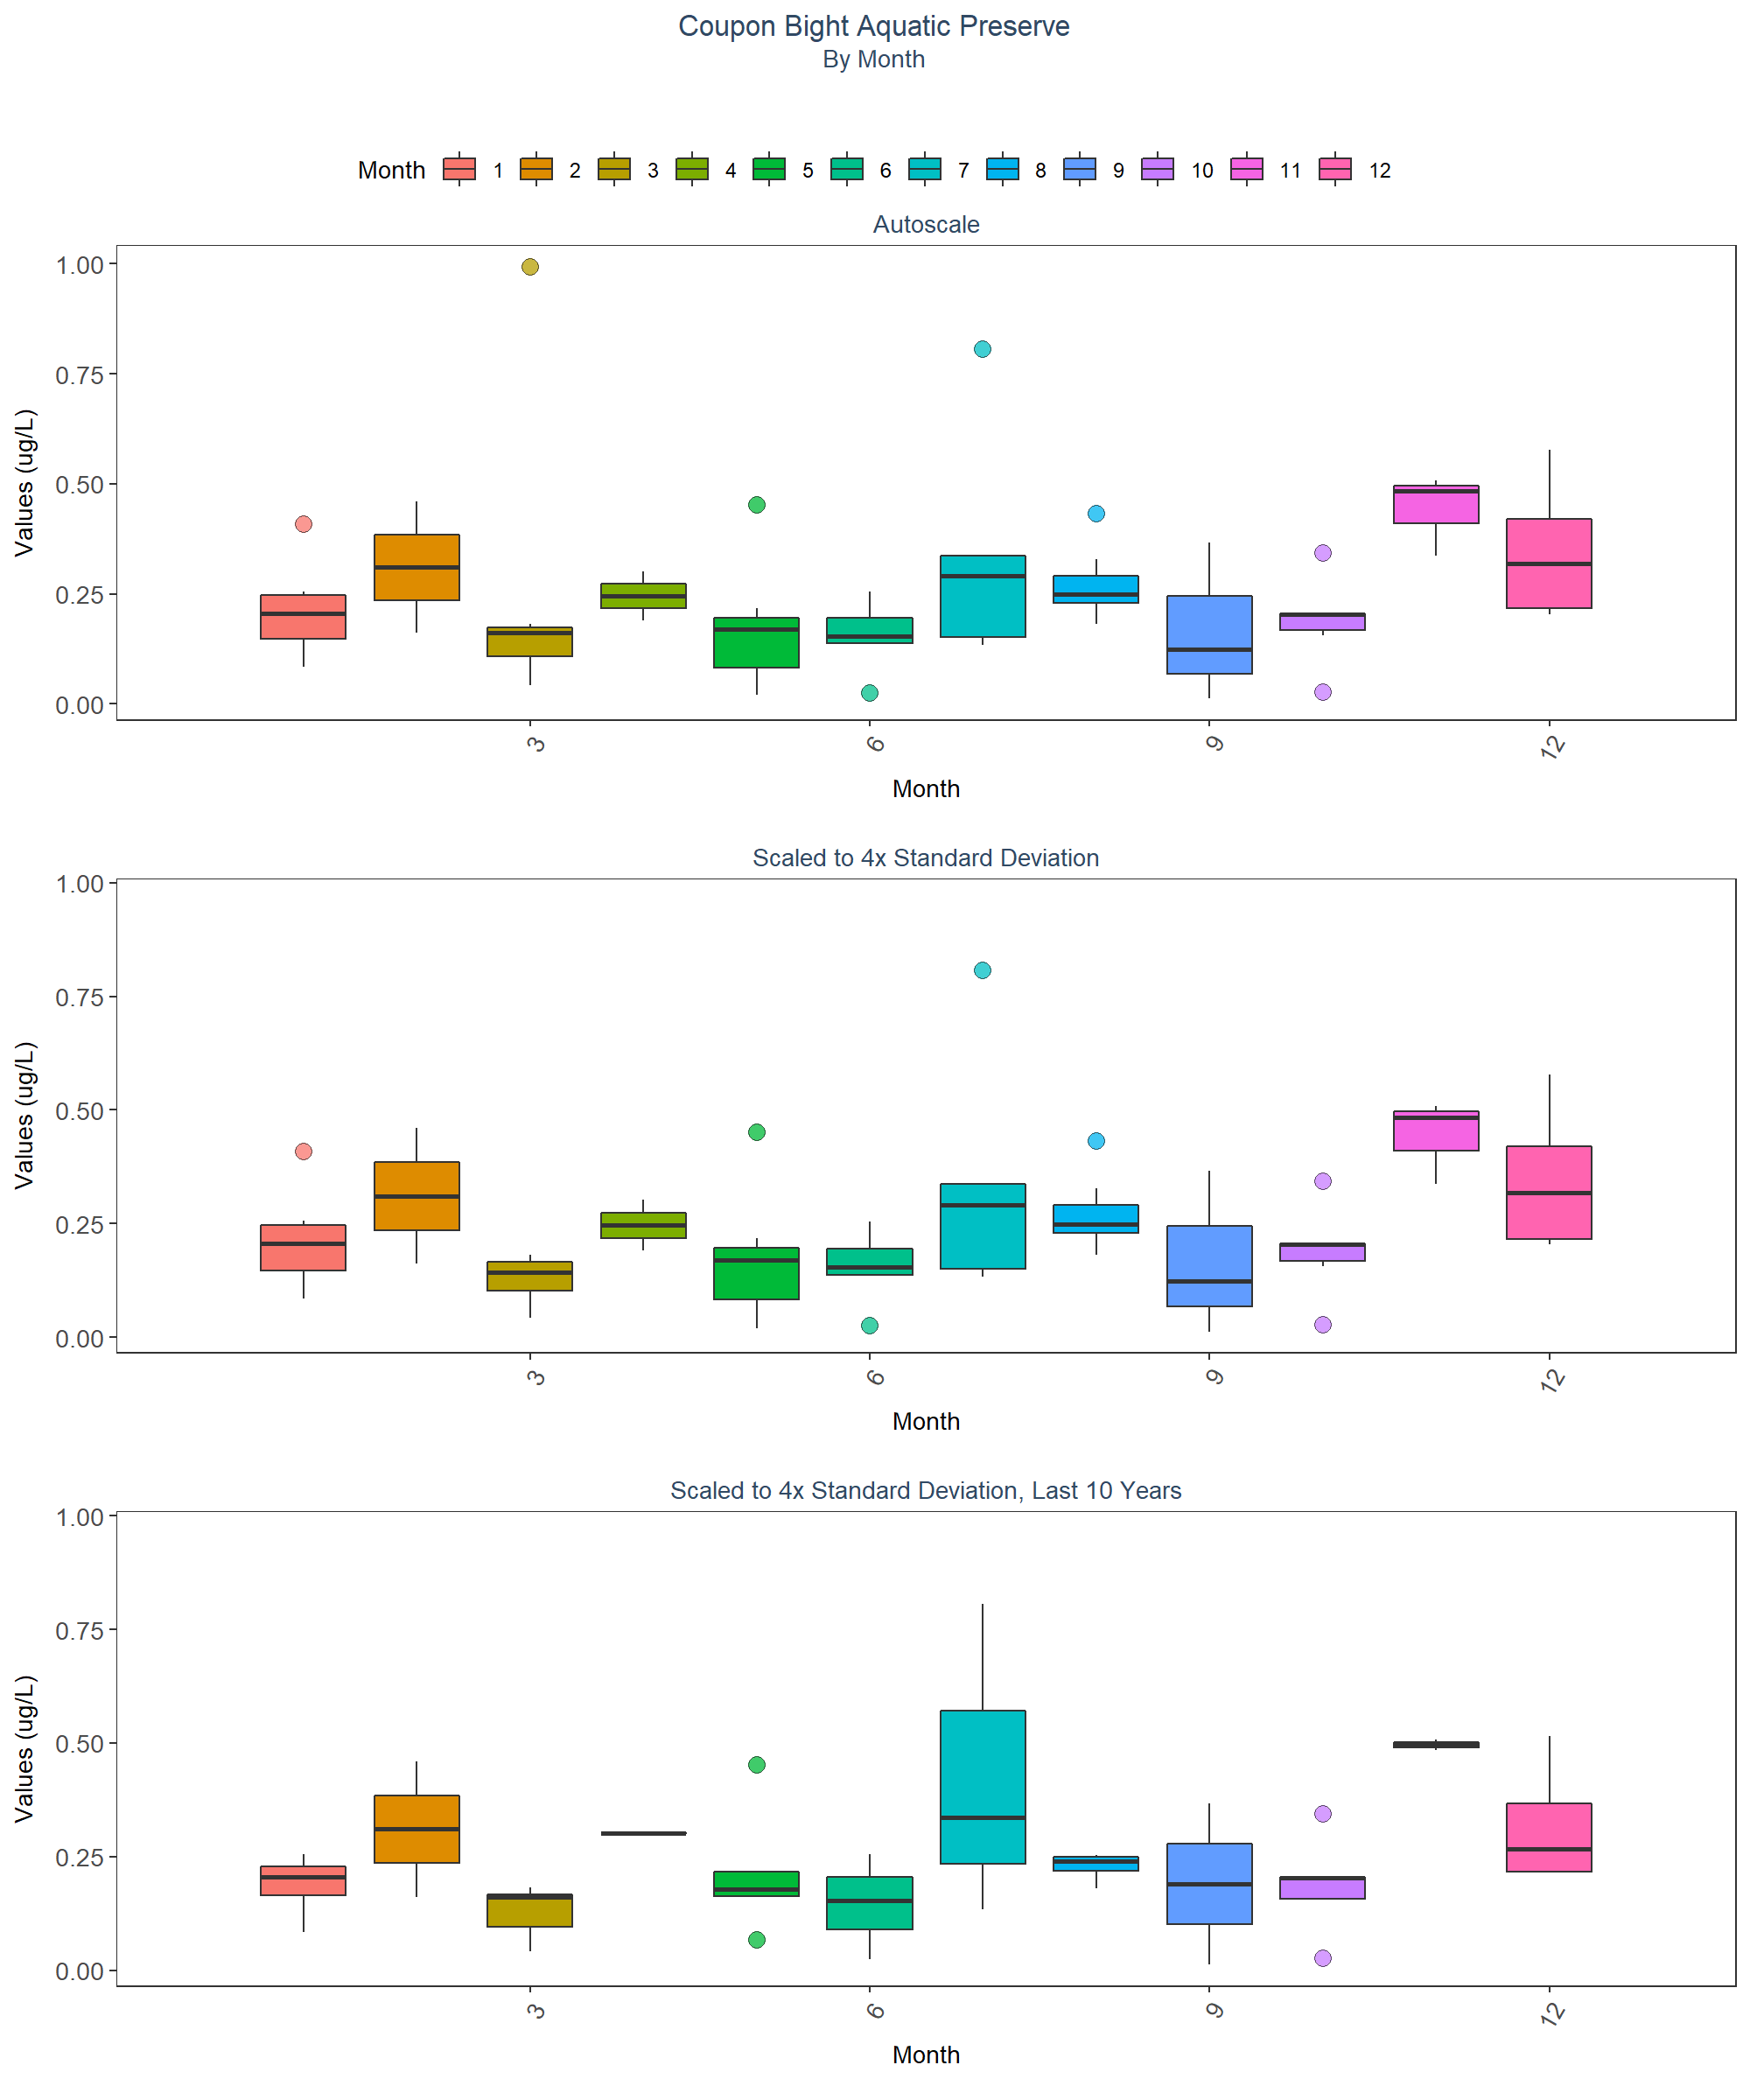 Coupon Bight Aquatic Preserve
By Month
Month 1 2 3 4 5 6 7 8 9 10 11 12
Autoscale
1.00
0.75
0.50
0.25
0.00
Values (ug/L)
3 6 9 12
Month
Scaled to 4x Standard Deviation
1.00
0.75
0.50
0.25
0.00
Values (ug/L)
3 6 9 12
Month
Scaled to 4x Standard Deviation, Last 10 Years
1.00
0.75
0.50
0.25
0.00
Values (ug/L)
3 6 9 12
Month